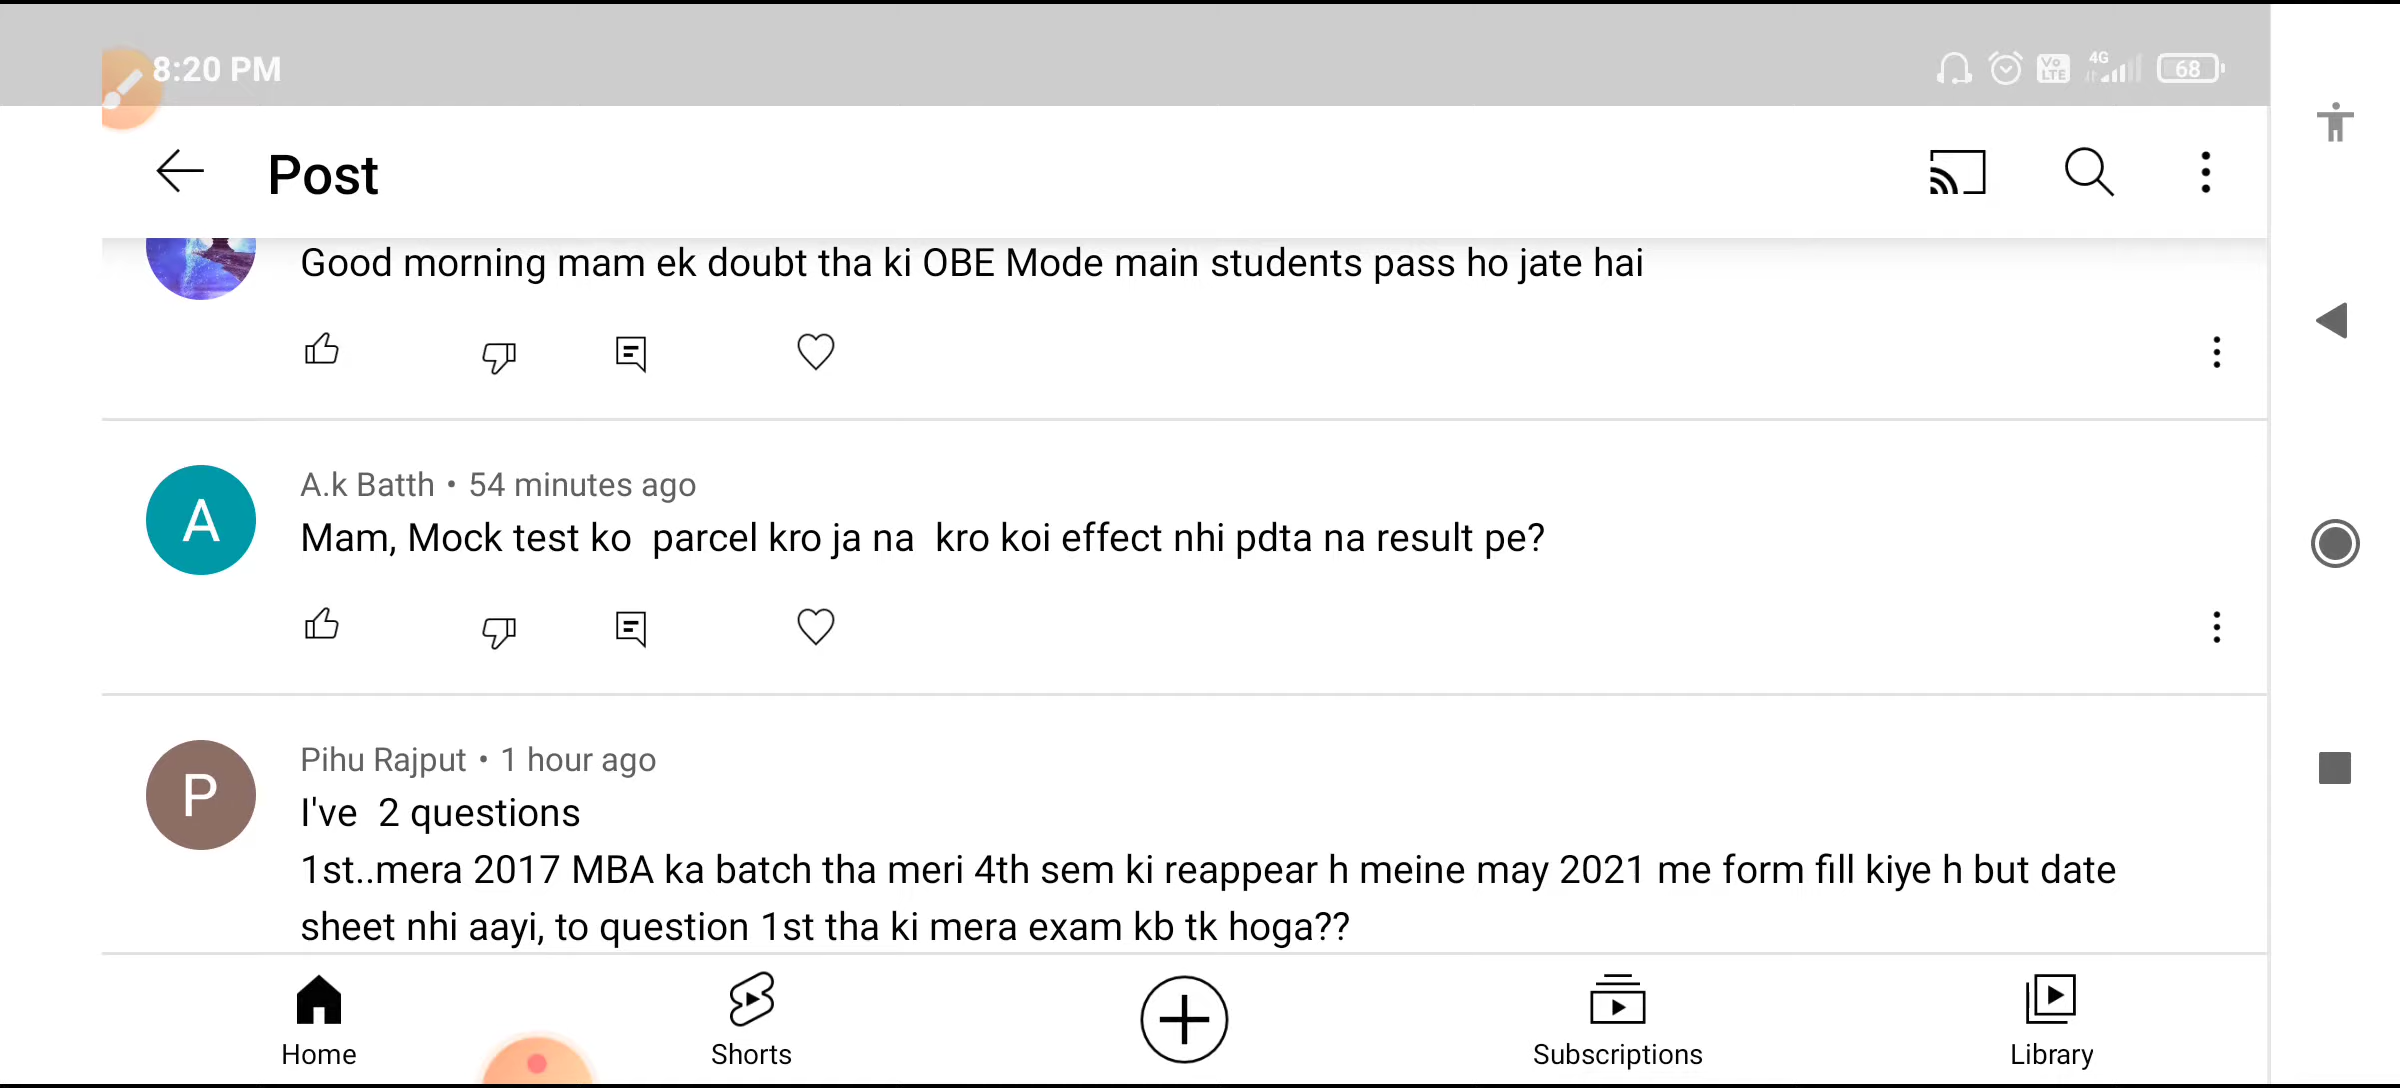 8:20 PM
Vo LTE
4G
68
Post
Good morning mam ek doubt tha ki OBE Mode main students pass ho jate hai
A
A.k Batth • 54 minutes ago
Mam, Mock test ko  parcel kro ja na  kro koi effect nhi pdta na result pe?
P
Pihu Rajput • 1 hour ago
I've  2 questions
1st..mera 2017 MBA ka batch tha meri 4th sem ki reappear h meine may 2021 me form fill kiye h but date
sheet nhi aayi, to question 1st tha ki mera exam kb tk hoga??
Home
Shorts
Subscriptions
Library